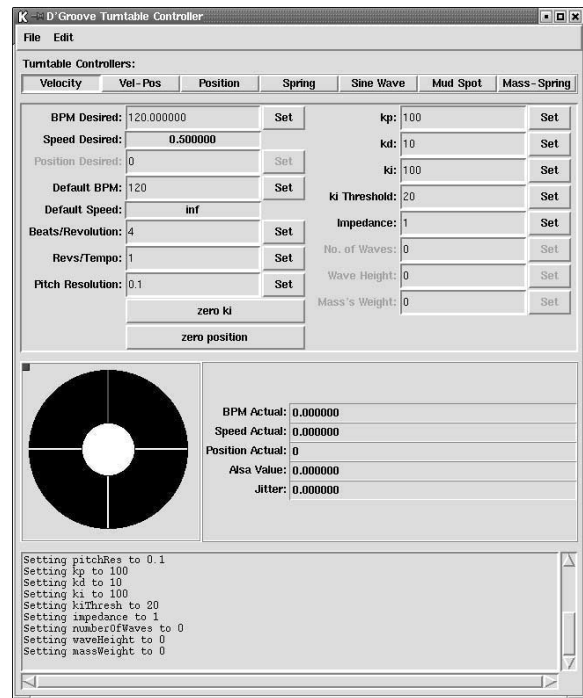 D'Groove Turntable Controller
File Edit
Turntable Controllers:
Velocity Vel-Pos Position Spring Sine Wave Mud Spot Mass-Spring
BPM Desired: 120.000000 Set
Speed Desired: 0.500000
Position Desired: 0 Set
Default BPM: 120 Set
Default Speed: inf
Beats/Revolution: 4 Set
Revs/Tempo: 1 Set
Pitch Resolution: 0.1 Set
zero ki
zero position
kp: 100 Set
kd: 10 Set
ki: 100 Set
ki Threshold: 20 Set
Impedance: 1 Set
No. of Waves: 0 Set
Wave Height: 0 Set
Mass's Weight: 0 Set
BPM Actual: 0.000000
Speed Actual: 0.000000
Position Actual: 0
Alsa Value: 0.000000
Jitter: 0.000000
Setting pitchRes to 0.1
Setting kp to 100
Setting kd to 10
Setting ki to 100
Setting kiThresh to 20
Setting impedance to 1
Setting numberOfWaves to 0
Setting waveHeight to 0
Setting massWeight to 0